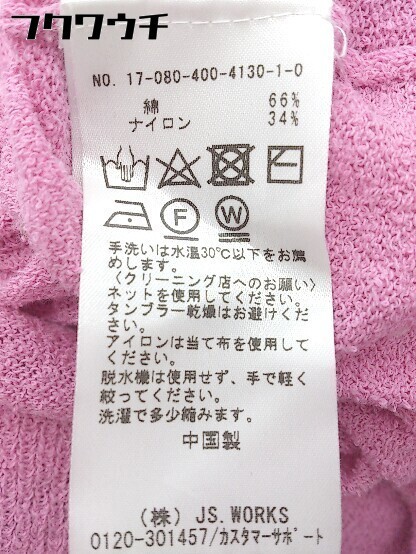 フクワウチ
NO. 17-080-400-4130-1-0
綿 66%
ナイロン 34%
F W
手洗いは水温30℃以下をお薦
めします。
〈クリーニング店へのお願い〉
ネットを使用してください。
タンブラー乾燥はお避けくだ
さい。
アイロンは当て布を使用して
ください。
脱水機は使用せず、手で軽く
絞ってください。
洗濯で多少縮みます。
中国製
(株) JS.WORKS
0120-301457/カスタマーサポート